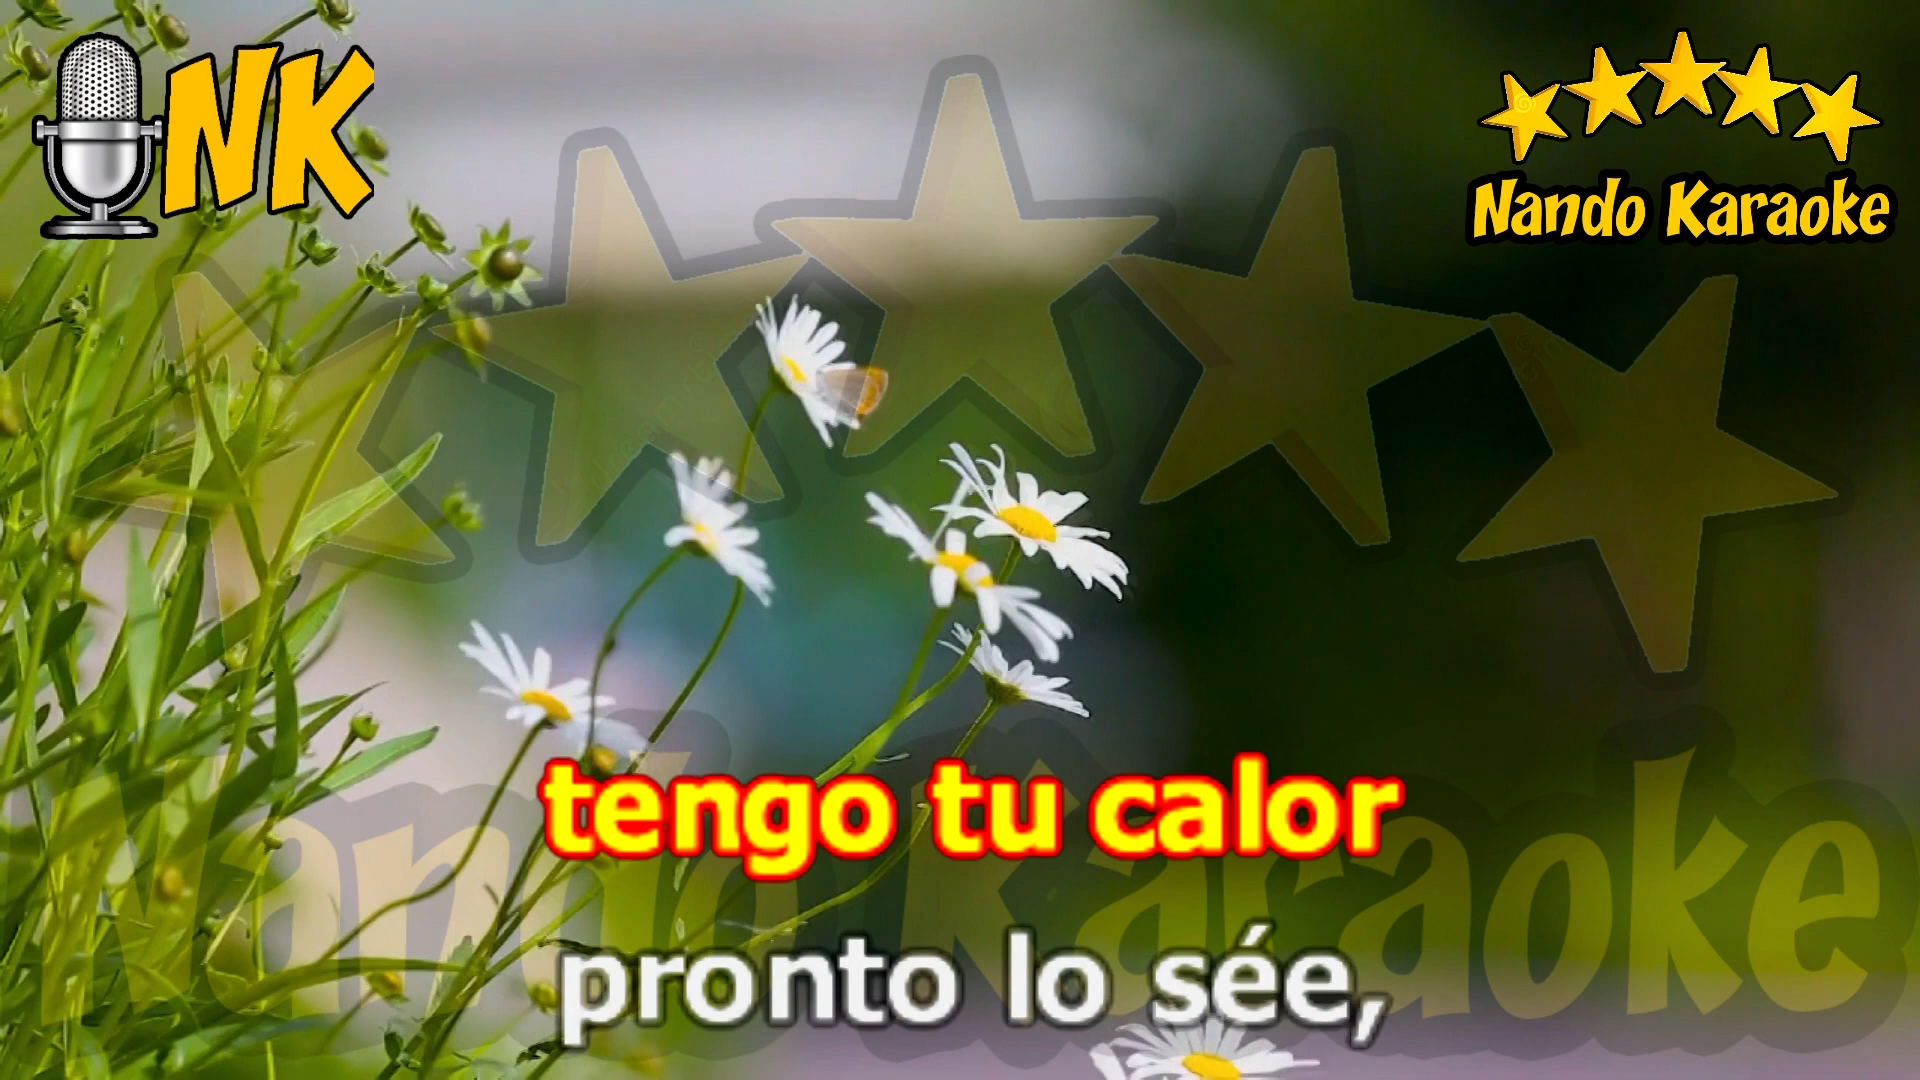 NK
Nando Karaoke
Nando Karaoke
tengo tu calor
pronto lo sée,